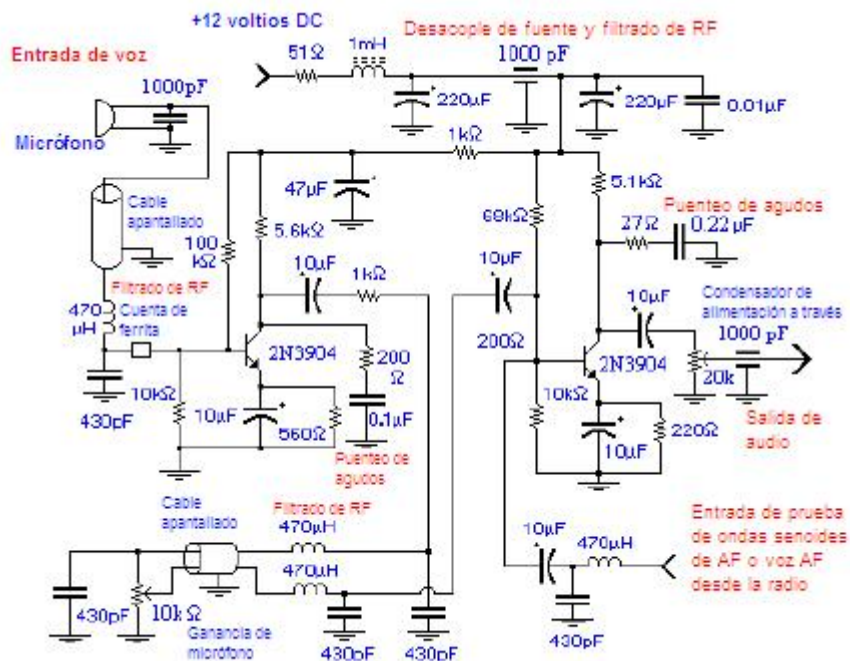 +12 voltios DC
Desacople de fuente y filtrado de RF
51Ω
1mH
1000 pF
Entrada de voz
1000pF
220µF
220µF
0.01µF
Micrófono
1kΩ
5.1kΩ
Cable
apantallado
47µF
68kΩ
Puenteo de agudos
27Ω
0.22µF
100
kΩ
5.6kΩ
10µF
10µF
1kΩ
Filtrado de RF
470
µH
Cuenta de
ferrita
10µF
Condensador de
alimentación a través
1000 pF
2N3904
200
Ω
200Ω
2N3904
20k
430pF
10kΩ
10µF
560Ω
0.1µF
10kΩ
10µF
220Ω
Salida de
audio
Puenteo de
agudos
Cable
apantallado
Filtrado de RF
470µH
470µH
10µF
470µH
Entrada de prueba
de ondas senoides
de AF o voz AF
desde la radio
430pF
10kΩ
Ganancia de
micrófono
430pF
430pF
430pF